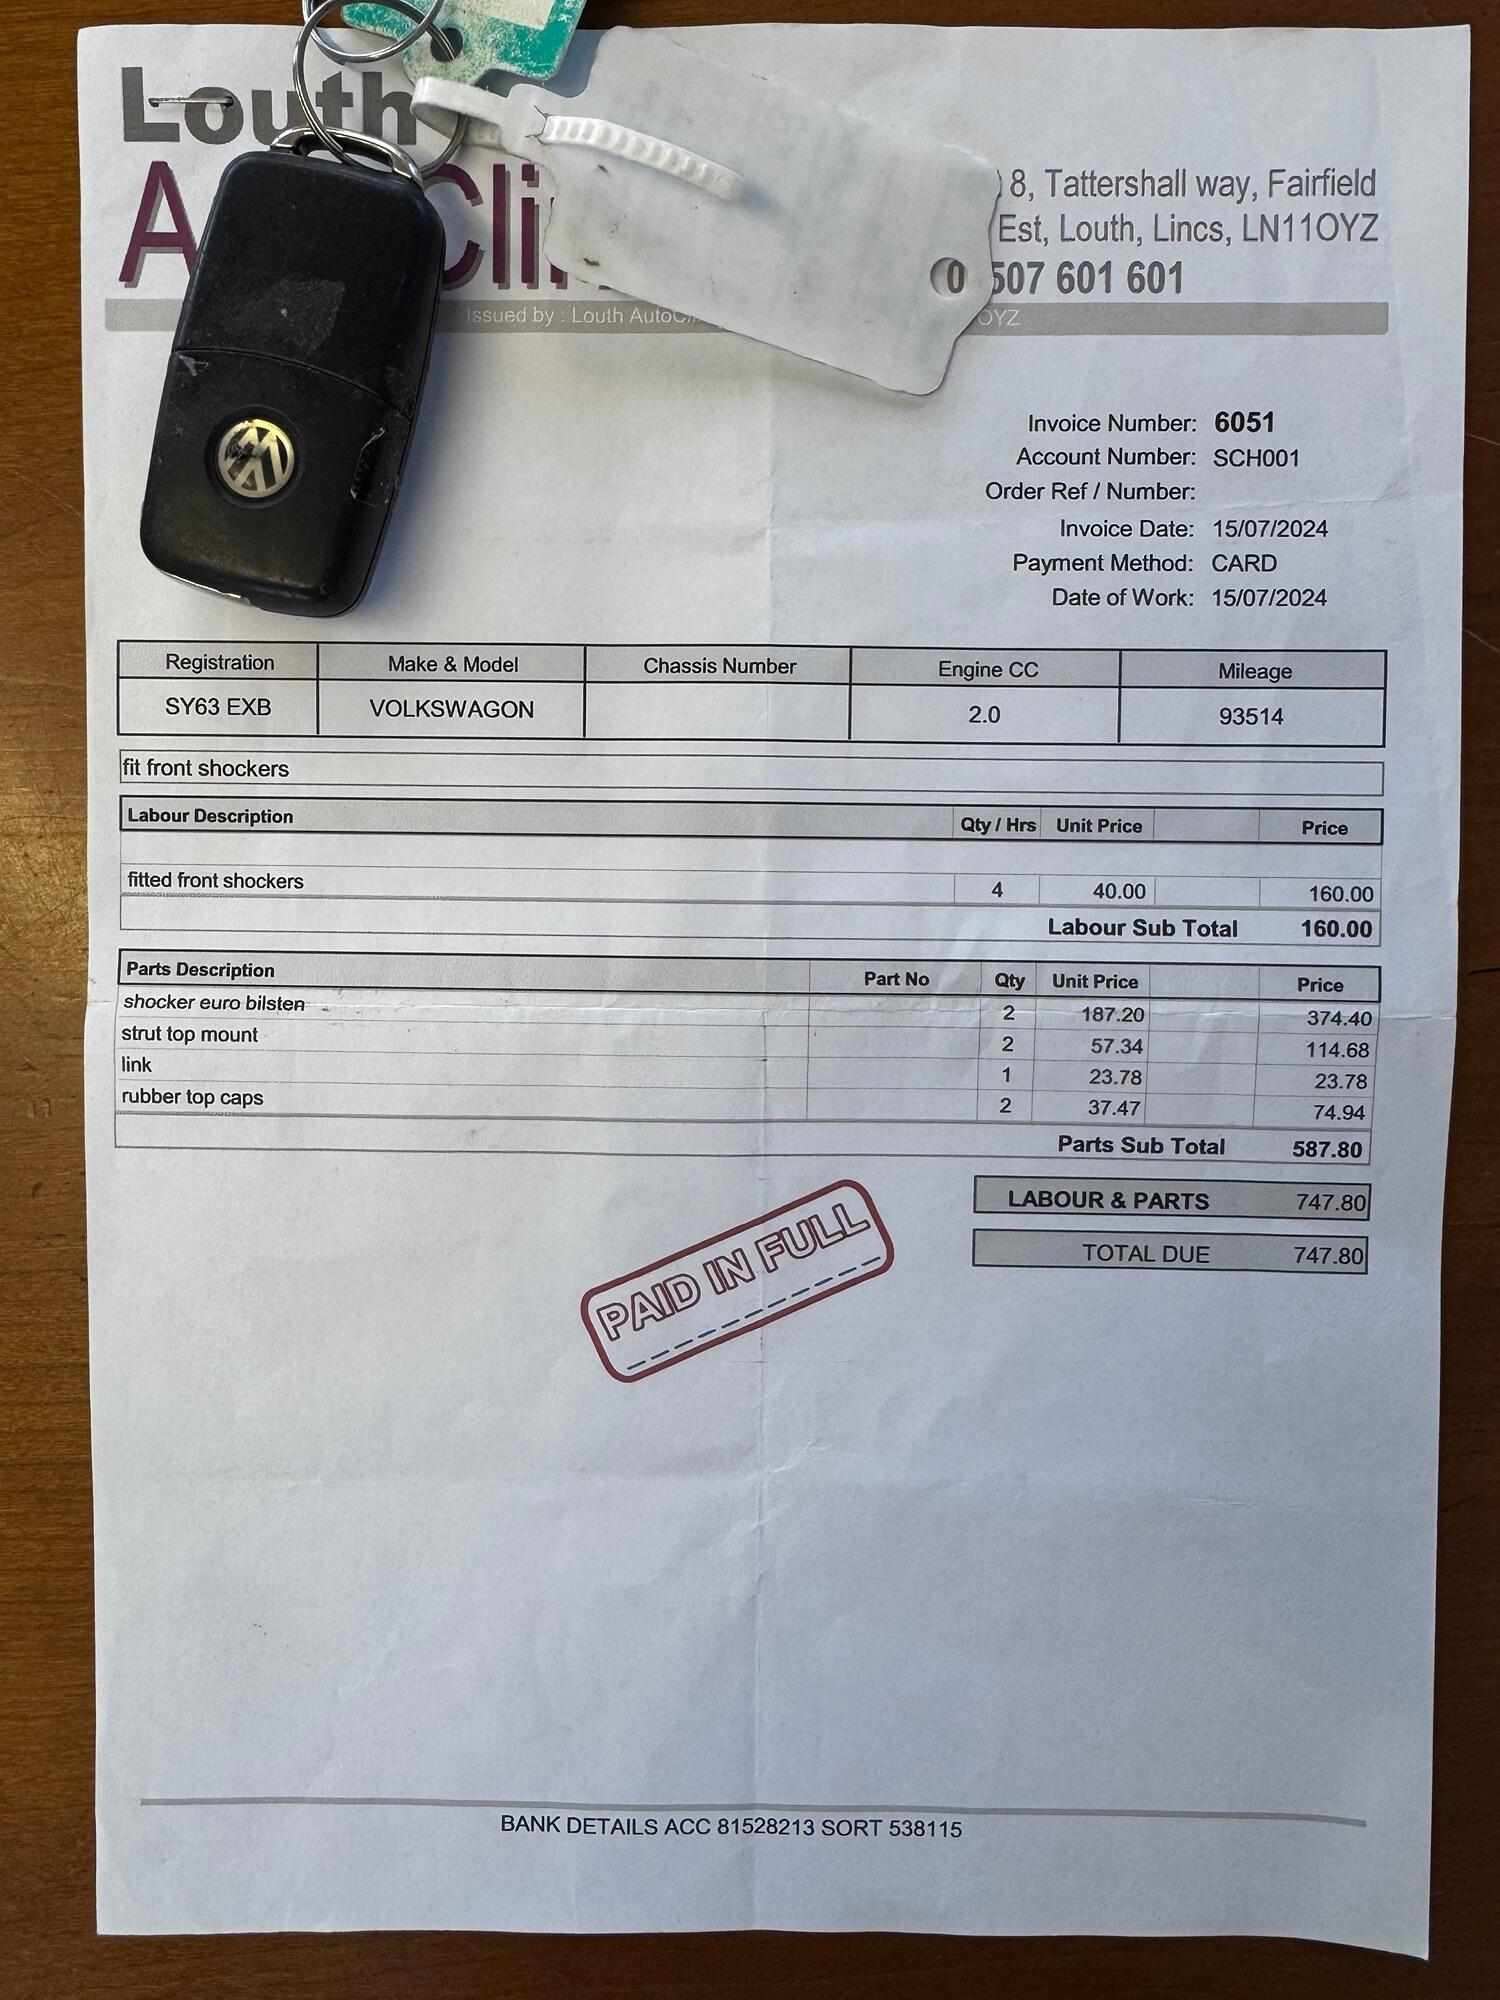 Louth
8, Tattershall way, Fairfield
Est, Louth, Lincs, LN11OYZ
0 507 601 601
Issued by : Louth OYZ
Invoice Number: 6051
Account Number: SCH001
Order Ref / Number:
Invoice Date: 15/07/2024
Payment Method: CARD
Date of Work: 15/07/2024
Registration Make & Model Chassis Number Engine CC Mileage
SY63 EXB VOLKSWAGON 2.0 93514
fit front shockers
Labour Description Qty / Hrs Unit Price Price
fitted front shockers 4 40.00 160.00
Labour Sub Total 160.00
Parts Description Part No Qty Unit Price Price
shocker euro bilsten 2 187.20 374.40
strut top mount 2 57.34 114.68
link 1 23.78 23.78
rubber top caps 2 37.47 74.94
Parts Sub Total 587.80
LABOUR & PARTS 747.80
TOTAL DUE 747.80
PAID IN FULL
BANK DETAILS ACC 81528213 SORT 538115